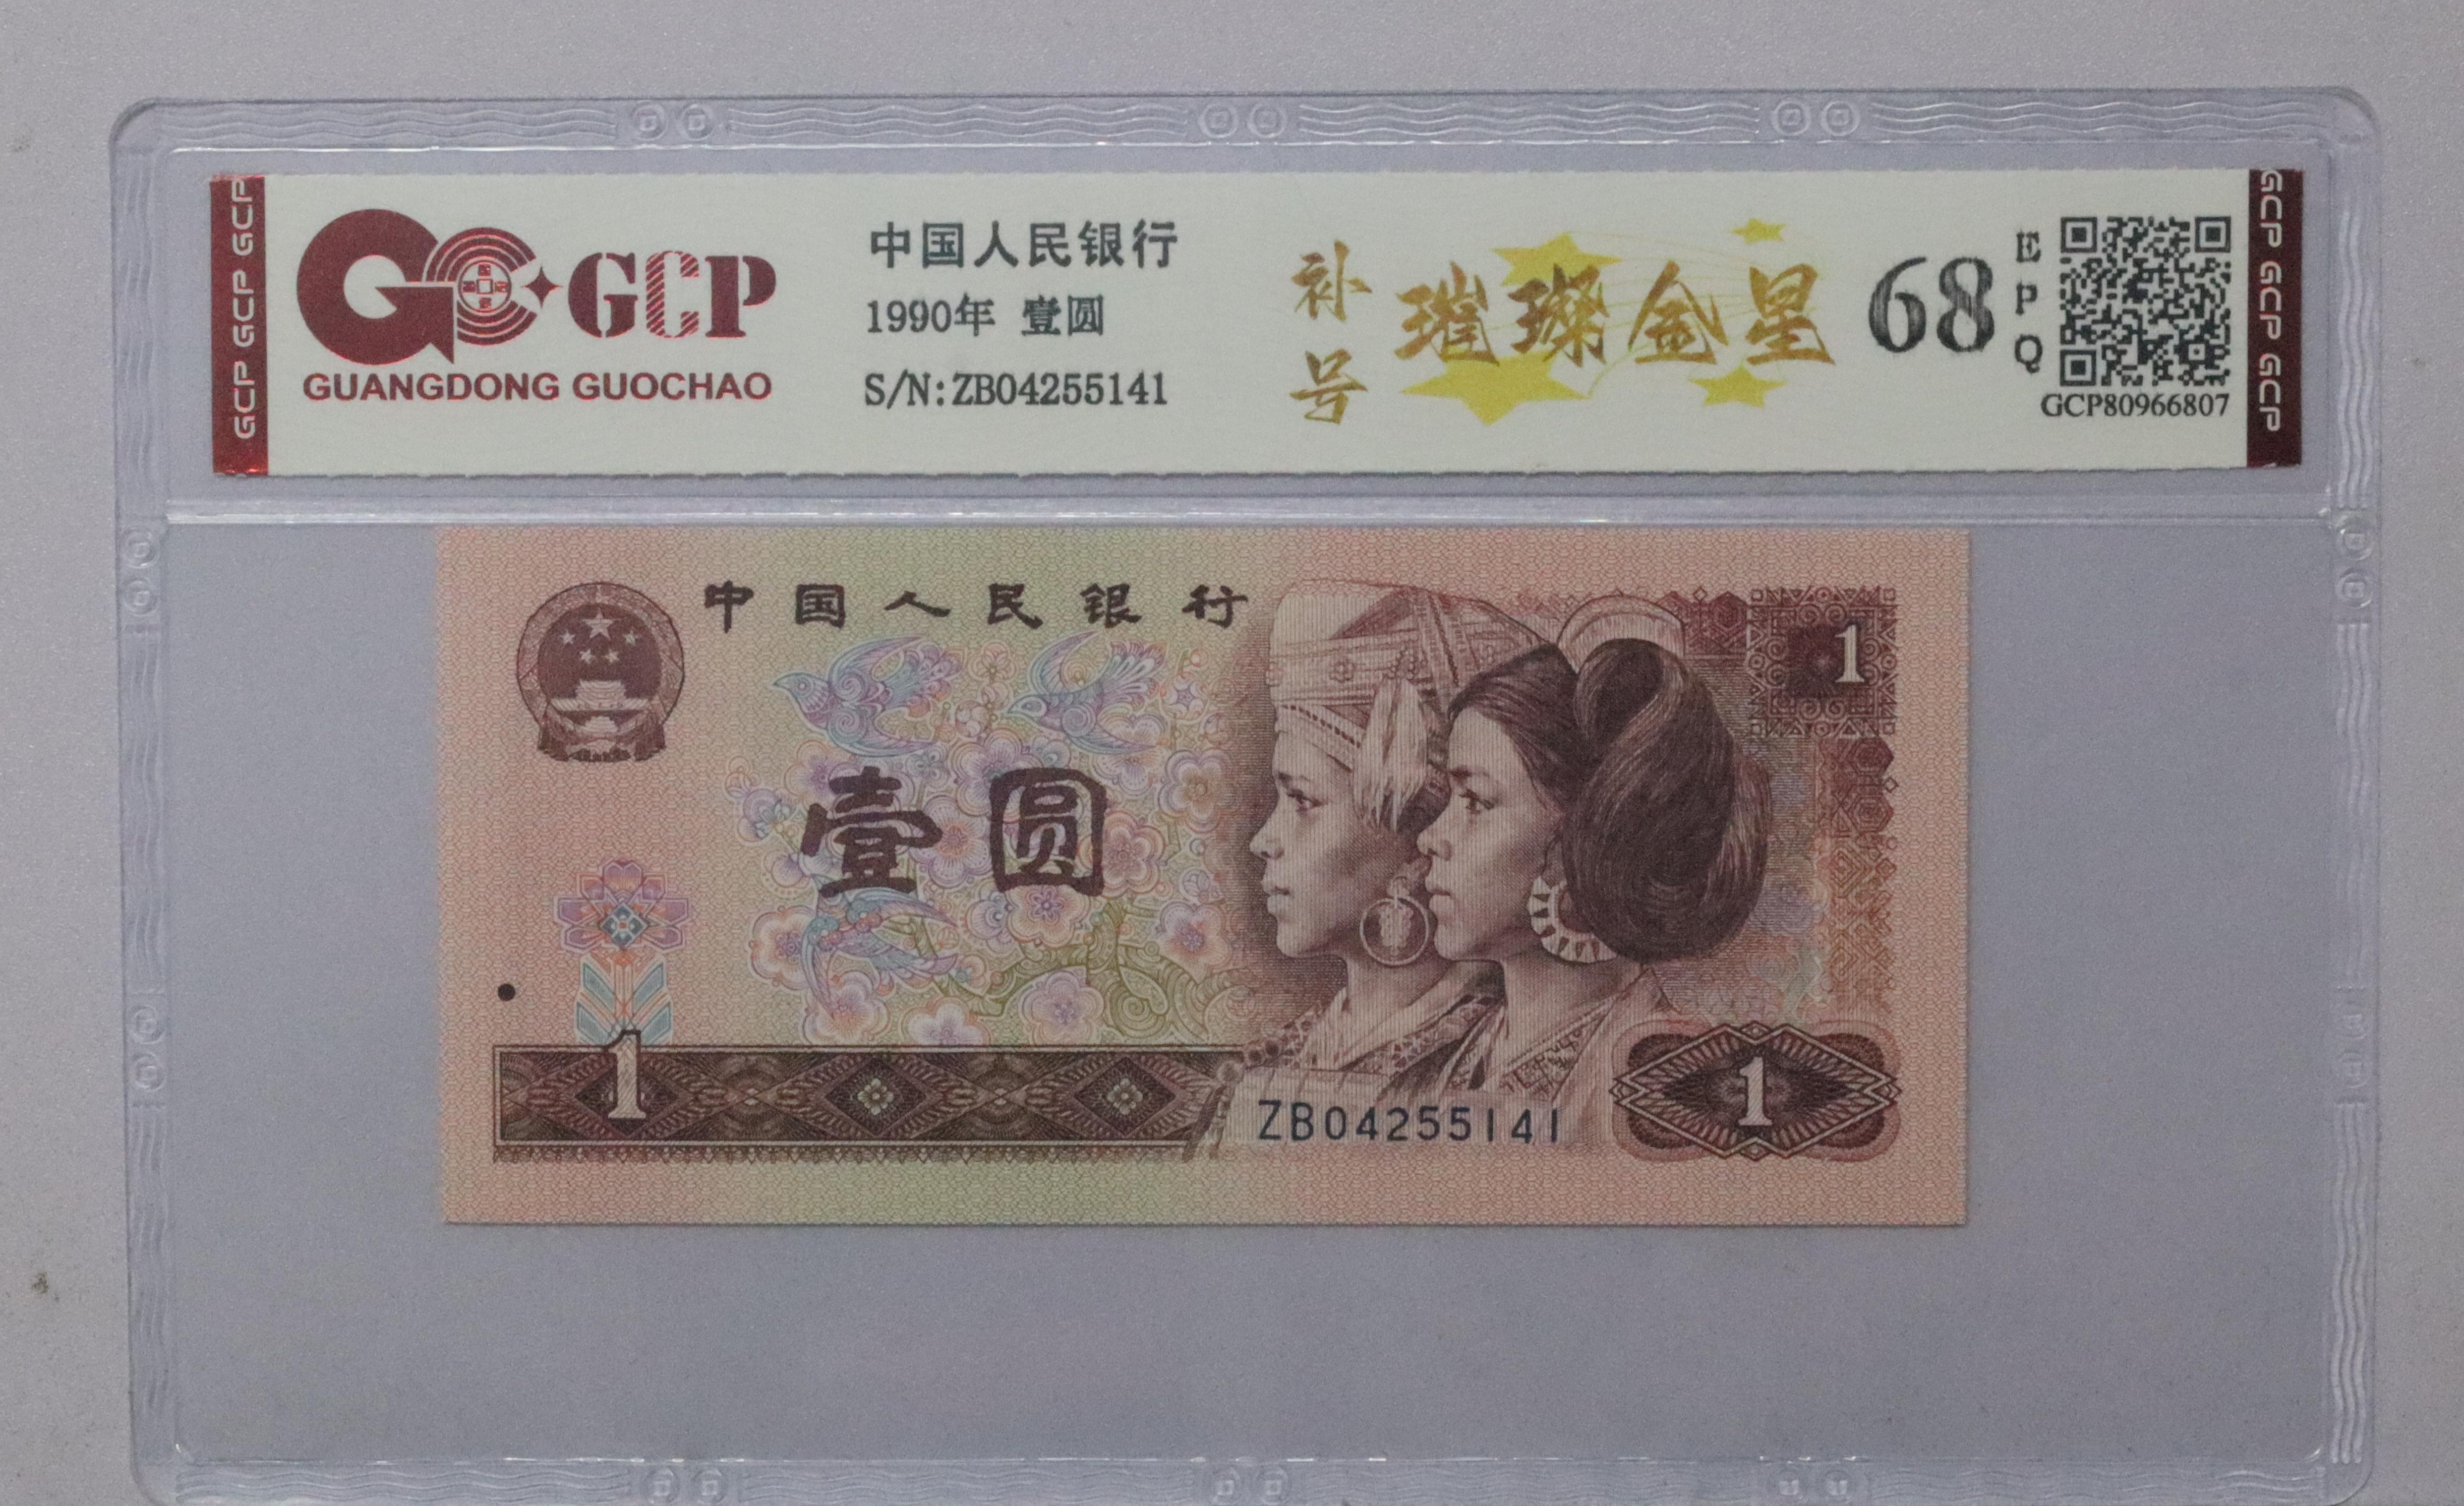 GCP GCP GCP
GCP
GUANGDONG GUOCHAO
中国人民银行
1990年 壹圆
S/N:ZB04255141
补号
璀璨金星
68
EPQ
GCP80966807
GCP GCP GCP
中国人民银行
1
壹圆
1
ZB04255141
1